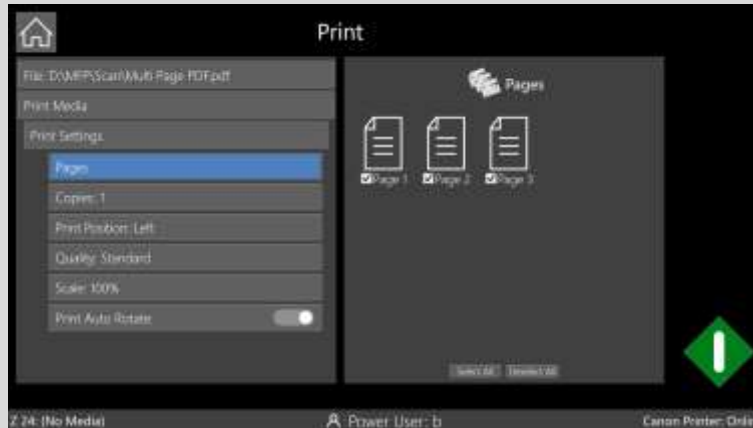 Print
File: D:\MFP\Scan\Multi-Page PDF.pdf
Print Media
Print Settings
Pages
Copies: 1
Print Position: Left
Quality: Standard
Scale: 100%
Print Auto Rotate
Pages
Page 1 Page 2 Page 3
Select All Deselect All
Z 24: (No Media)
Power User: b
Canon Printer: Onli